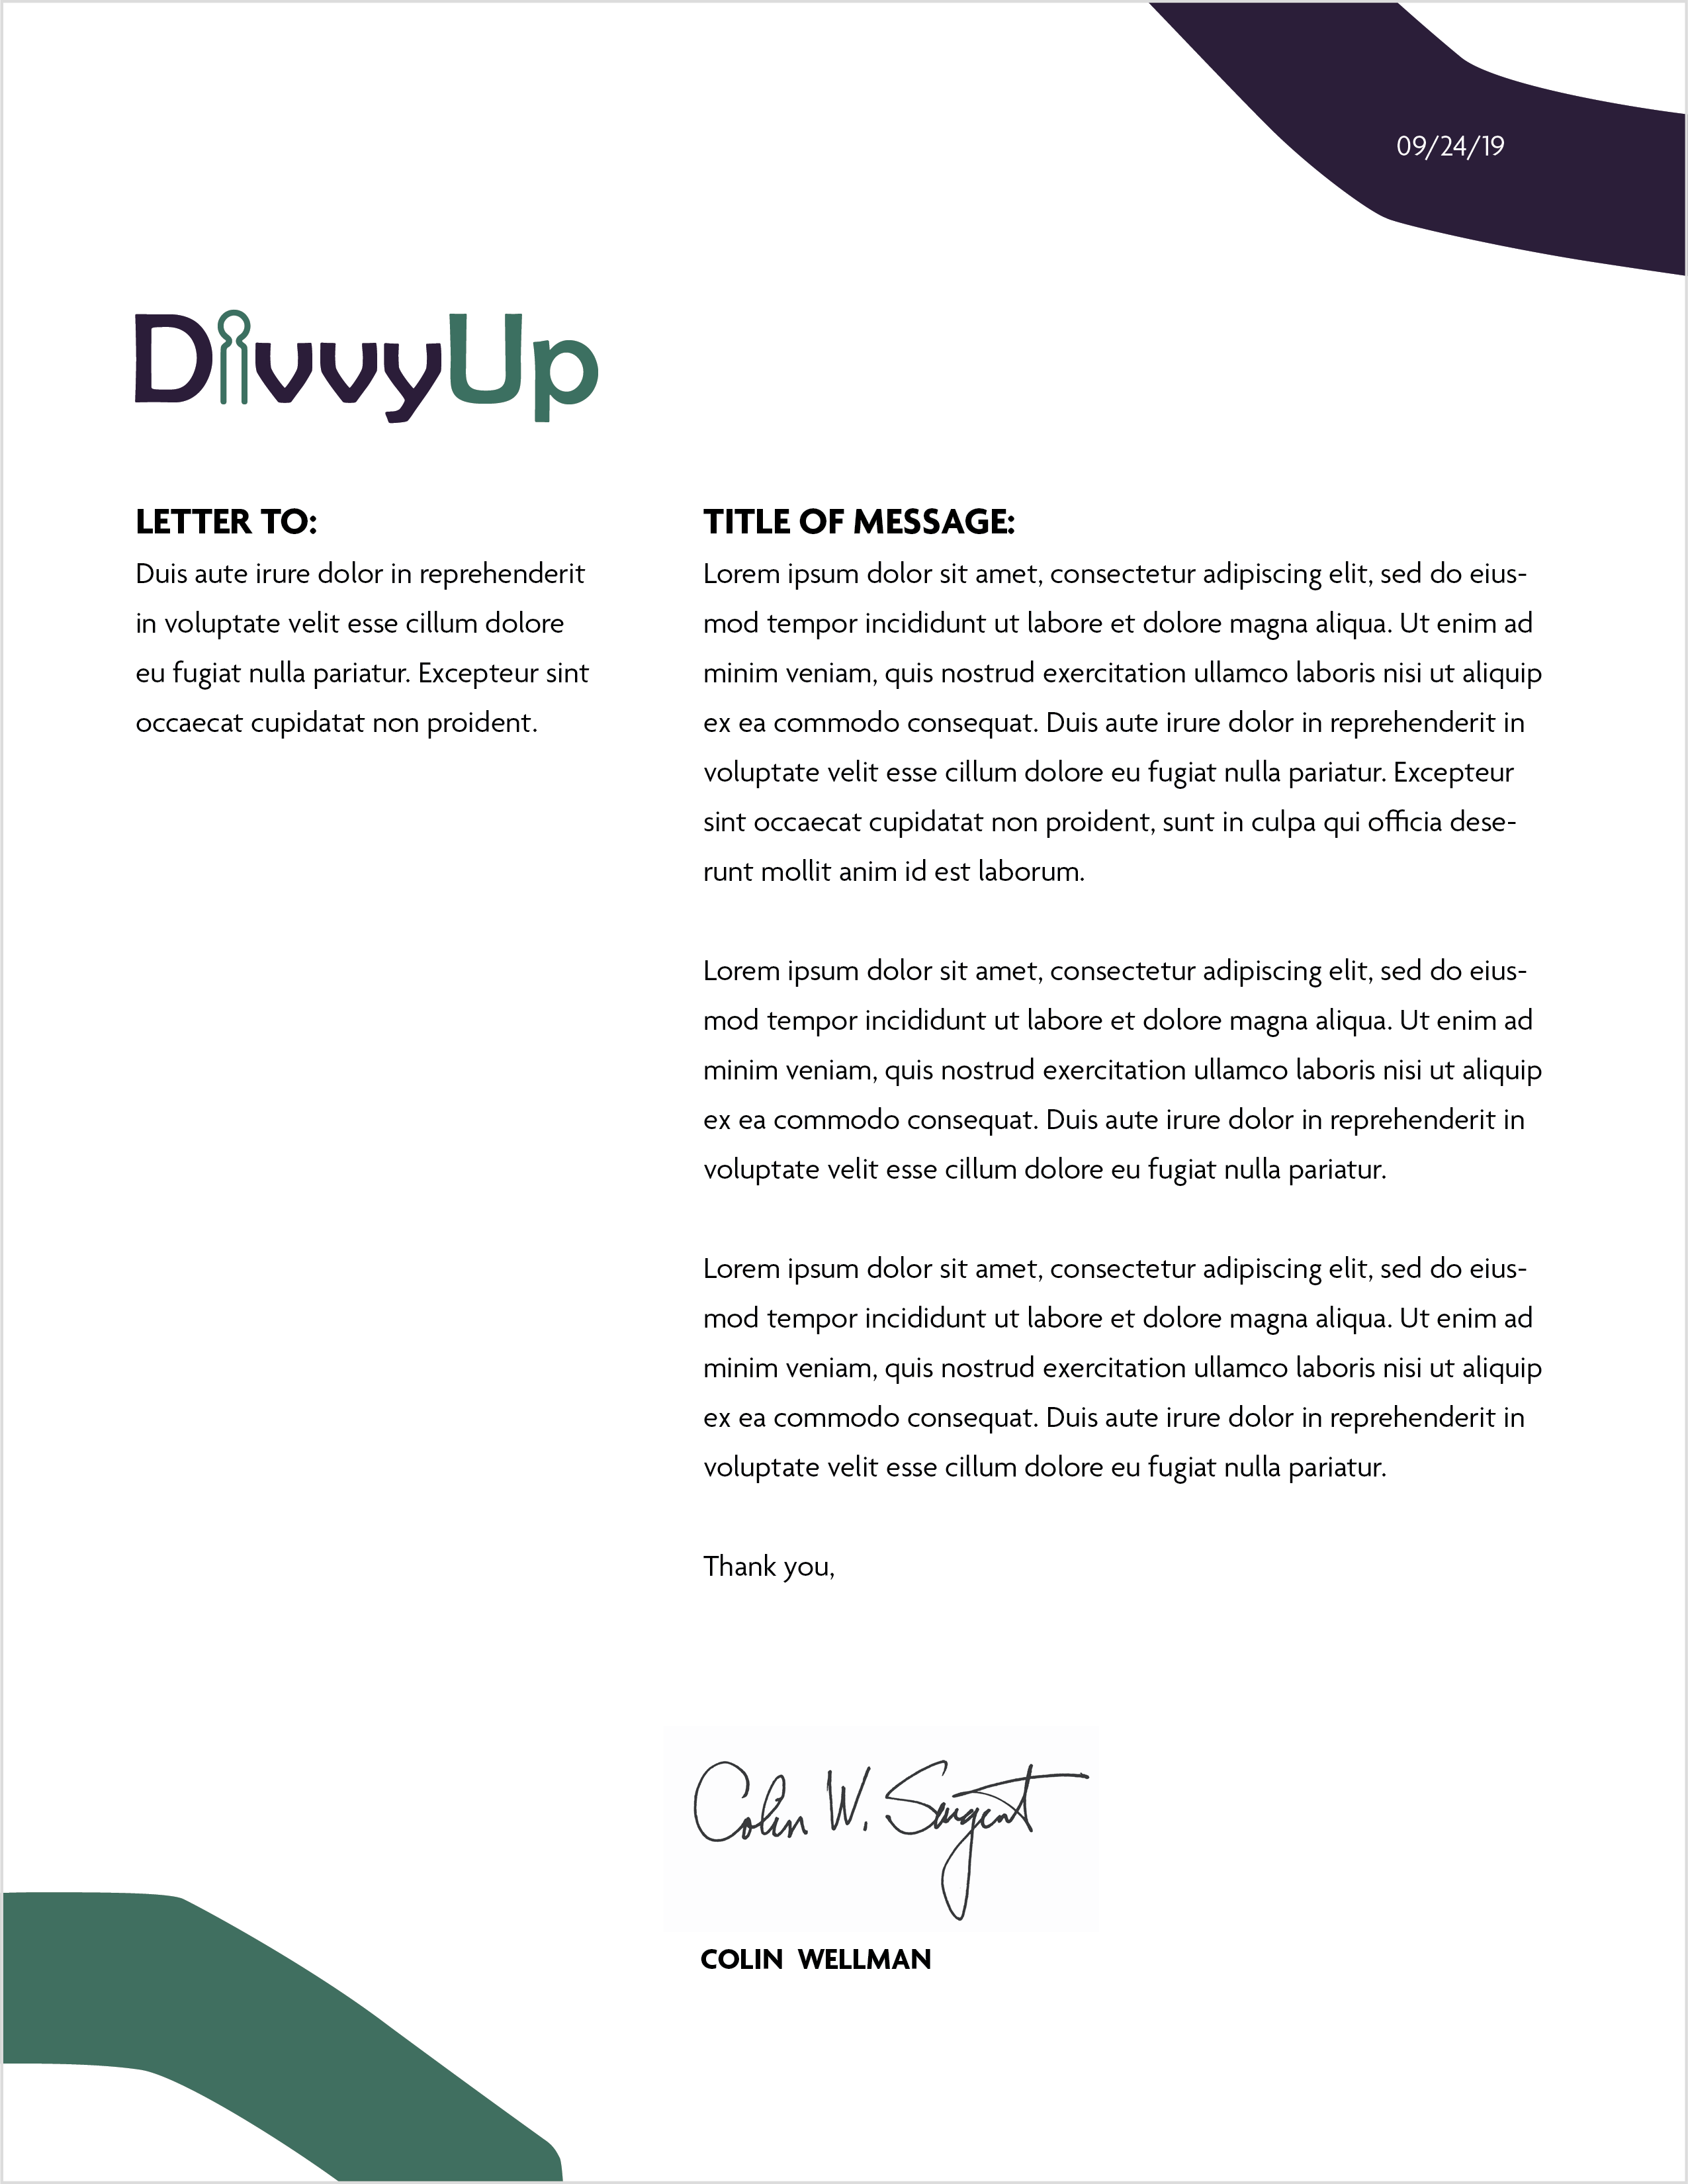 09/24/19
DivvyUp
LETTER TO:
Duis aute irure dolor in reprehenderit
in voluptate velit esse cillum dolore
eu fugiat nulla pariatur. Excepteur sint
occaecat cupidatat non proident.
TITLE OF MESSAGE:
Lorem ipsum dolor sit amet, consectetur adipiscing elit, sed do eius-
mod tempor incididunt ut labore et dolore magna aliqua. Ut enim ad
minim veniam, quis nostrud exercitation ullamco laboris nisi ut aliquip
ex ea commodo consequat. Duis aute irure dolor in reprehenderit in
voluptate velit esse cillum dolore eu fugiat nulla pariatur. Excepteur
sint occaecat cupidatat non proident, sunt in culpa qui officia dese-
runt mollit anim id est laborum.
Lorem ipsum dolor sit amet, consectetur adipiscing elit, sed do eius-
mod tempor incididunt ut labore et dolore magna aliqua. Ut enim ad
minim veniam, quis nostrud exercitation ullamco laboris nisi ut aliquip
ex ea commodo consequat. Duis aute irure dolor in reprehenderit in
voluptate velit esse cillum dolore eu fugiat nulla pariatur.
Lorem ipsum dolor sit amet, consectetur adipiscing elit, sed do eius-
mod tempor incididunt ut labore et dolore magna aliqua. Ut enim ad
minim veniam, quis nostrud exercitation ullamco laboris nisi ut aliquip
ex ea commodo consequat. Duis aute irure dolor in reprehenderit in
voluptate velit esse cillum dolore eu fugiat nulla pariatur.
Thank you,
Colin W. Sargent
COLIN WELLMAN